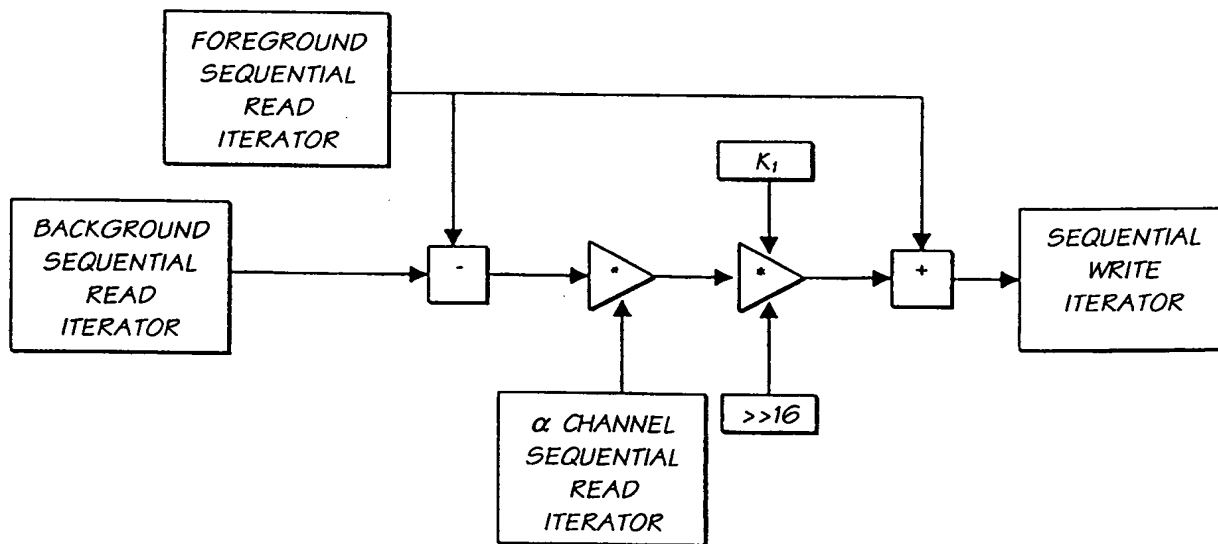 FOREGROUND
SEQUENTIAL
READ
ITERATOR
K₁
BACKGROUND
SEQUENTIAL
READ
ITERATOR
-
*
*
+
SEQUENTIAL
WRITE
ITERATOR
α CHANNEL
SEQUENTIAL
READ
ITERATOR
>>16